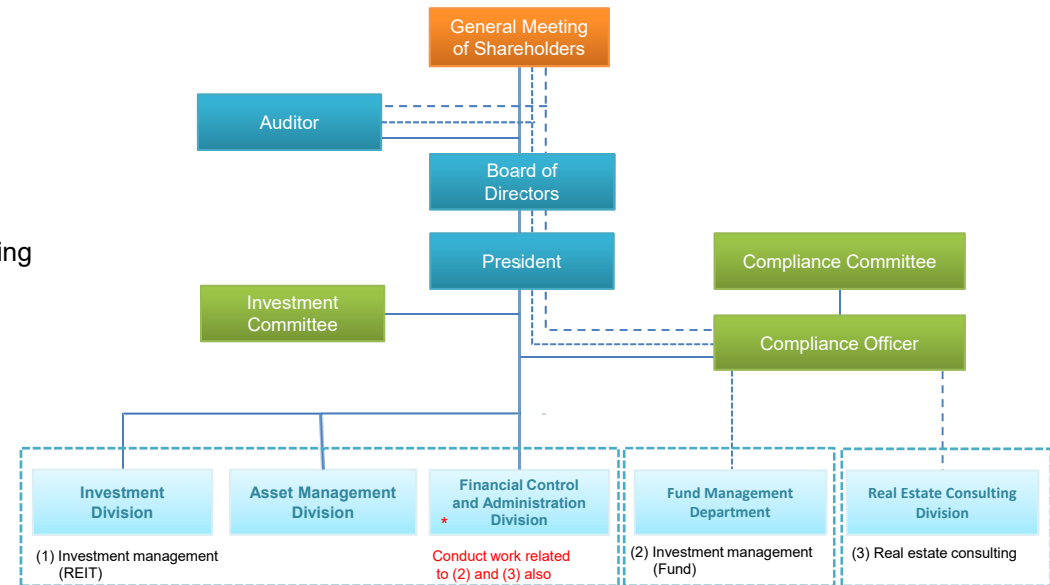 General Meeting
of Shareholders
Auditor
Board of
Directors
ing
President
Compliance Committee
Investment
Committee
Compliance Officer
Investment
Division
Asset Management
Division
Financial Control
and Administration
Division
*
Fund Management
Department
Real Estate Consulting
Division
(1) Investment management
(REIT)
Conduct work related
to (2) and (3) also
(2) Investment management
(Fund)
(3) Real estate consulting